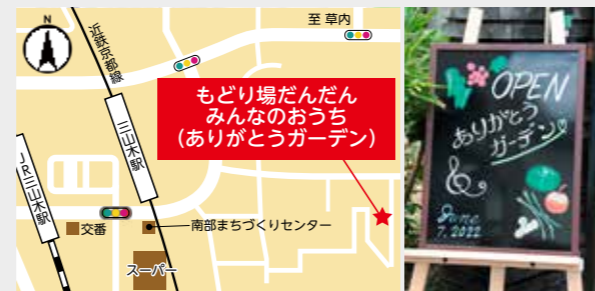 N
至 草内
近鉄京都線
もどり場だんだん
みんなのおうち
（ありがとうガーデン）
三山木駅
JR三山木駅
交番
南部まちづくりセンター
スーパー
OPEN
ありがとう
ガーデン
June
7.2022